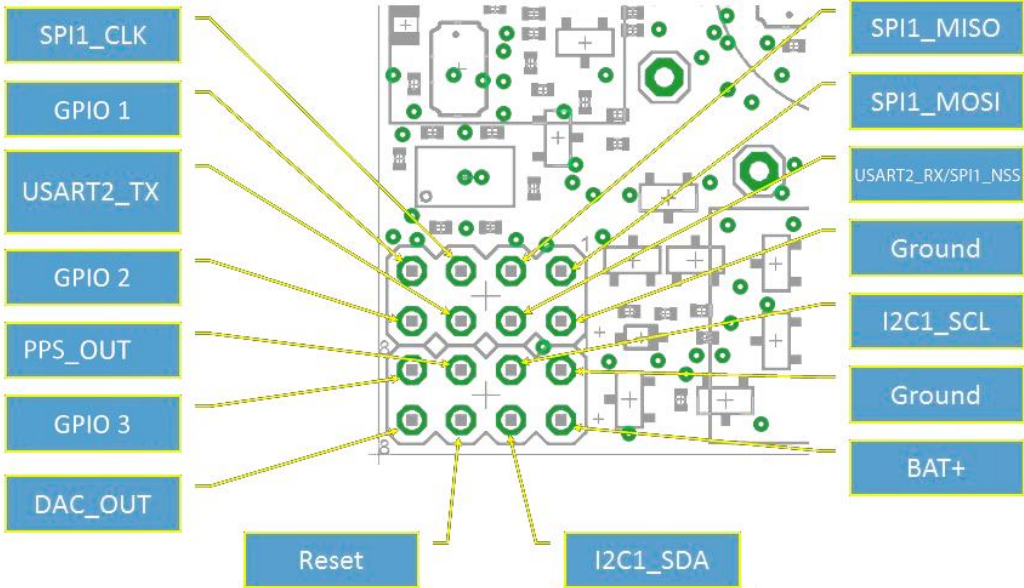 SPI1_CLK
GPIO 1
USART2_TX
GPIO 2
PPS_OUT
GPIO 3
DAC_OUT
Reset
I2C1_SDA
SPI1_MISO
SPI1_MOSI
USART2_RX/SPI1_NSS
Ground
I2C1_SCL
Ground
BAT+
1
8
8